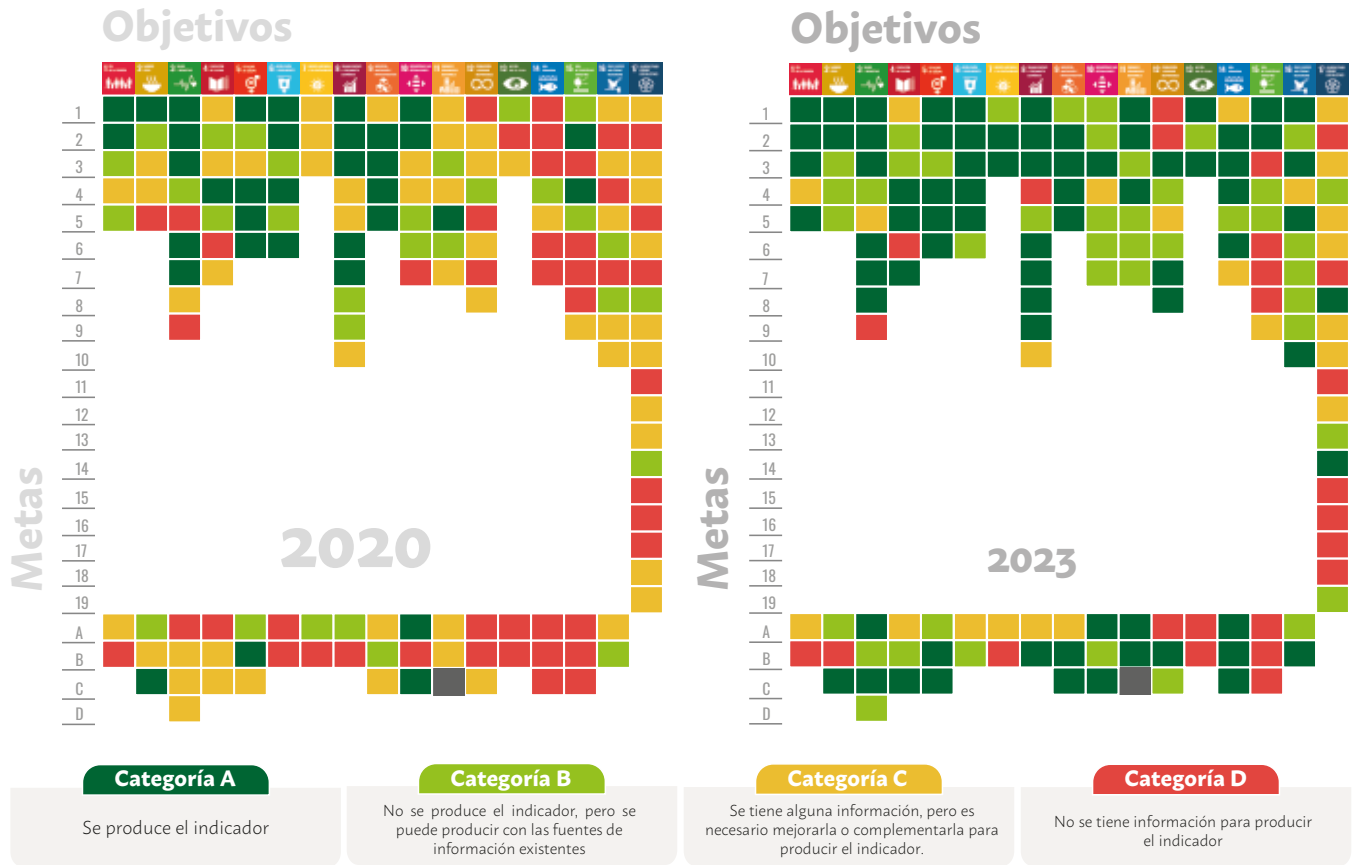 Objetivos
Objetivos
1
2
3
4
5
6
7
8
9
10
11
12
13
14
15
16
17
18
19
A
B
C
D
Metas
2020
1
2
3
4
5
6
7
8
9
10
11
12
13
14
15
16
17
18
19
A
B
C
D
Metas
2023
Categoría A
Se produce el indicador
Categoría B
No se produce el indicador, pero se
puede producir con las fuentes de
información existentes
Categoría C
Se tiene alguna información, pero es
necesario mejorarla o complementarla para
producir el indicador.
Categoría D
No se tiene información para producir
el indicador